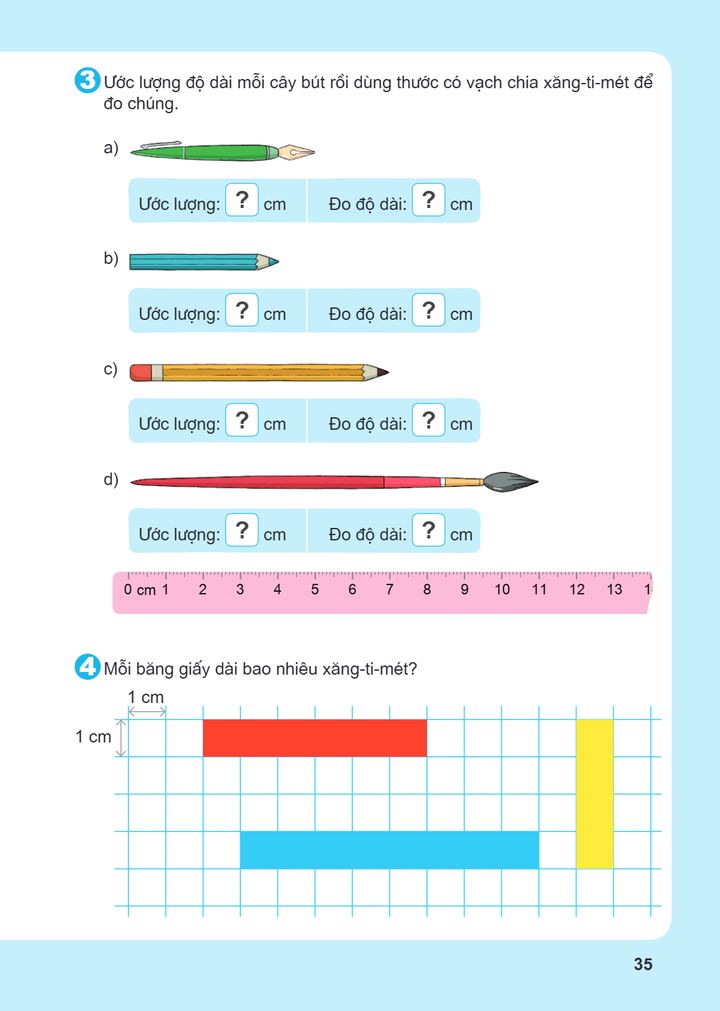 3 Ước lượng độ dài mỗi cây bút rồi dùng thước có vạch chia xăng-ti-mét để
đo chúng.
a)
Ước lượng: ? cm Đo độ dài: ? cm
b)
Ước lượng: ? cm Đo độ dài: ? cm
c)
Ước lượng: ? cm Đo độ dài: ? cm
d)
Ước lượng: ? cm Đo độ dài: ? cm
0 cm 1 2 3 4 5 6 7 8 9 10 11 12 13
4 Mỗi băng giấy dài bao nhiêu xăng-ti-mét?
1 cm
1 cm
35